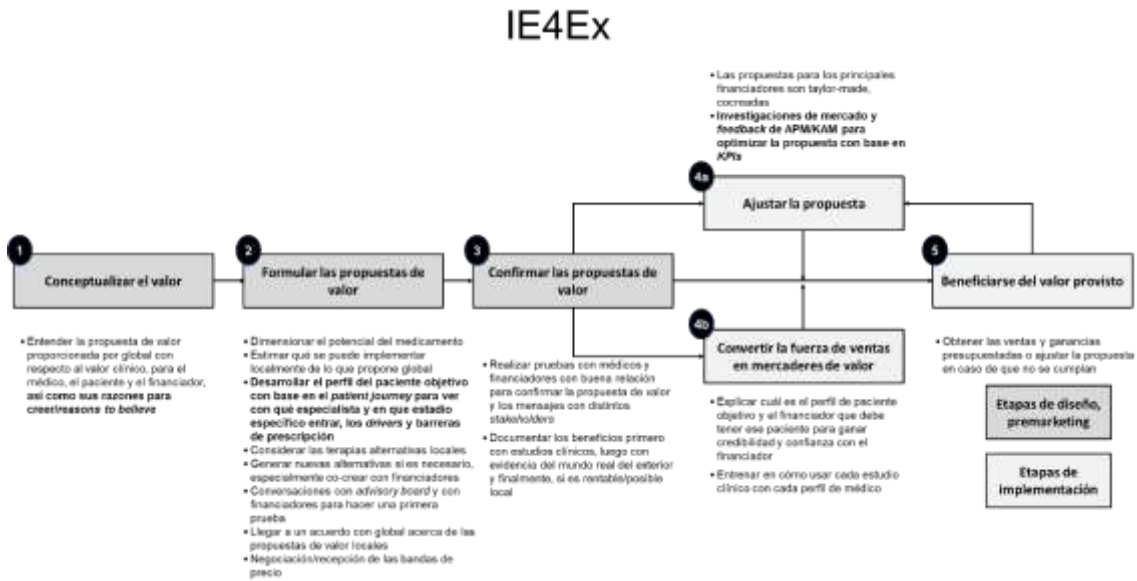 IE4Ex
• Las propuestas para los principales
financiadores son taylor-made,
cocreadas
• Investigaciones de mercado y
feedback de APM/KAM para
optimizar la propuesta con base en
KPIs
4a
Ajustar la propuesta
1
Conceptualizar el valor
2
Formular las propuestas de
valor
3
Confirmar las propuestas de
valor
5
Beneficiarse del valor provisto
4b
Convertir la fuerza de ventas
en mercaderes de valor
• Entender la propuesta de valor
proporcionada por global con
respecto al valor clínico, para el
médico, el paciente y el financiador,
así como sus razones para
creer/reasons to believe
• Dimensionar el potencial del medicamento
• Estimar qué se puede implementar
localmente de lo que propone global
• Desarrollar el perfil del paciente objetivo
con base en el patient journey para ver
con qué especialista y en que estadio
específico entrar, los drivers y barreras
de prescripción
• Considerar las terapias alternativas locales
• Generar nuevas alternativas si es necesario,
especialmente co-crear con financiadores
• Conversaciones con advisory board y con
financiadores para hacer una primera
prueba
• Llegar a un acuerdo con global acerca de las
propuestas de valor locales
• Negociación/recepción de las bandas de
precio
• Realizar pruebas con médicos y
financiadores con buena relación
para confirmar la propuesta de valor
y los mensajes con distintos
stakeholders
• Documentar los beneficios primero
con estudios clínicos, luego con
evidencia del mundo real del exterior
y finalmente, si es rentable/posible
local
• Explicar cuál es el perfil de paciente
objetivo y el financiador que debe
tener ese paciente para ganar
credibilidad y confianza con el
financiador
• Entrenar en cómo usar cada estudio
clínico con cada perfil de médico
• Obtener las ventas y ganancias
presupuestadas o ajustar la propuesta
en caso de que no se cumplan
Etapas de diseño,
premarketing
Etapas de
implementación